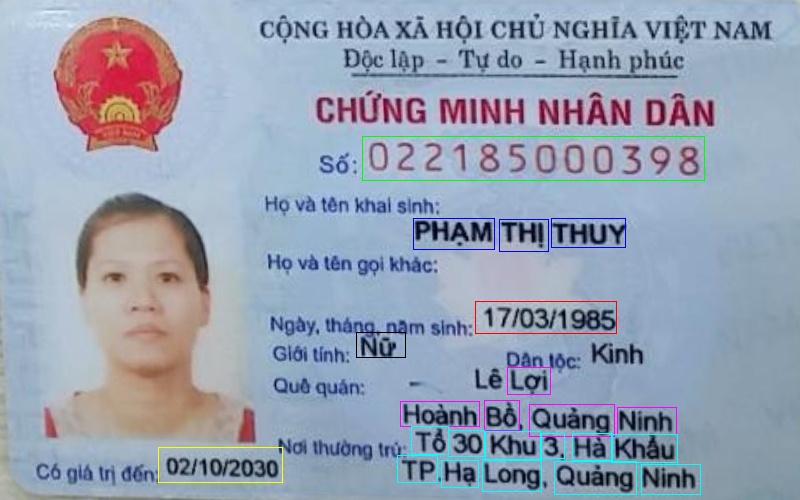 CỘNG HÒA XÃ HỘI CHỦ NGHĨA VIỆT NAM
Độc lập - Tự do - Hạnh phúc
CHỨNG MINH NHÂN DÂN
Số: 022185000398
Họ và tên khai sinh:
PHẠM THỊ THUY
Họ và tên gọi khác:
Ngày, tháng, năm sinh: 17/03/1985
Giới tính: Nữ Dân tộc: Kinh
Quê quán: Lê Lợi
Hoành Bồ, Quảng Ninh
Nơi thường trú: Tổ 30 Khu 3, Hà Khẩu
TP.Hạ Long, Quảng Ninh
Có giá trị đến: 02/10/2030